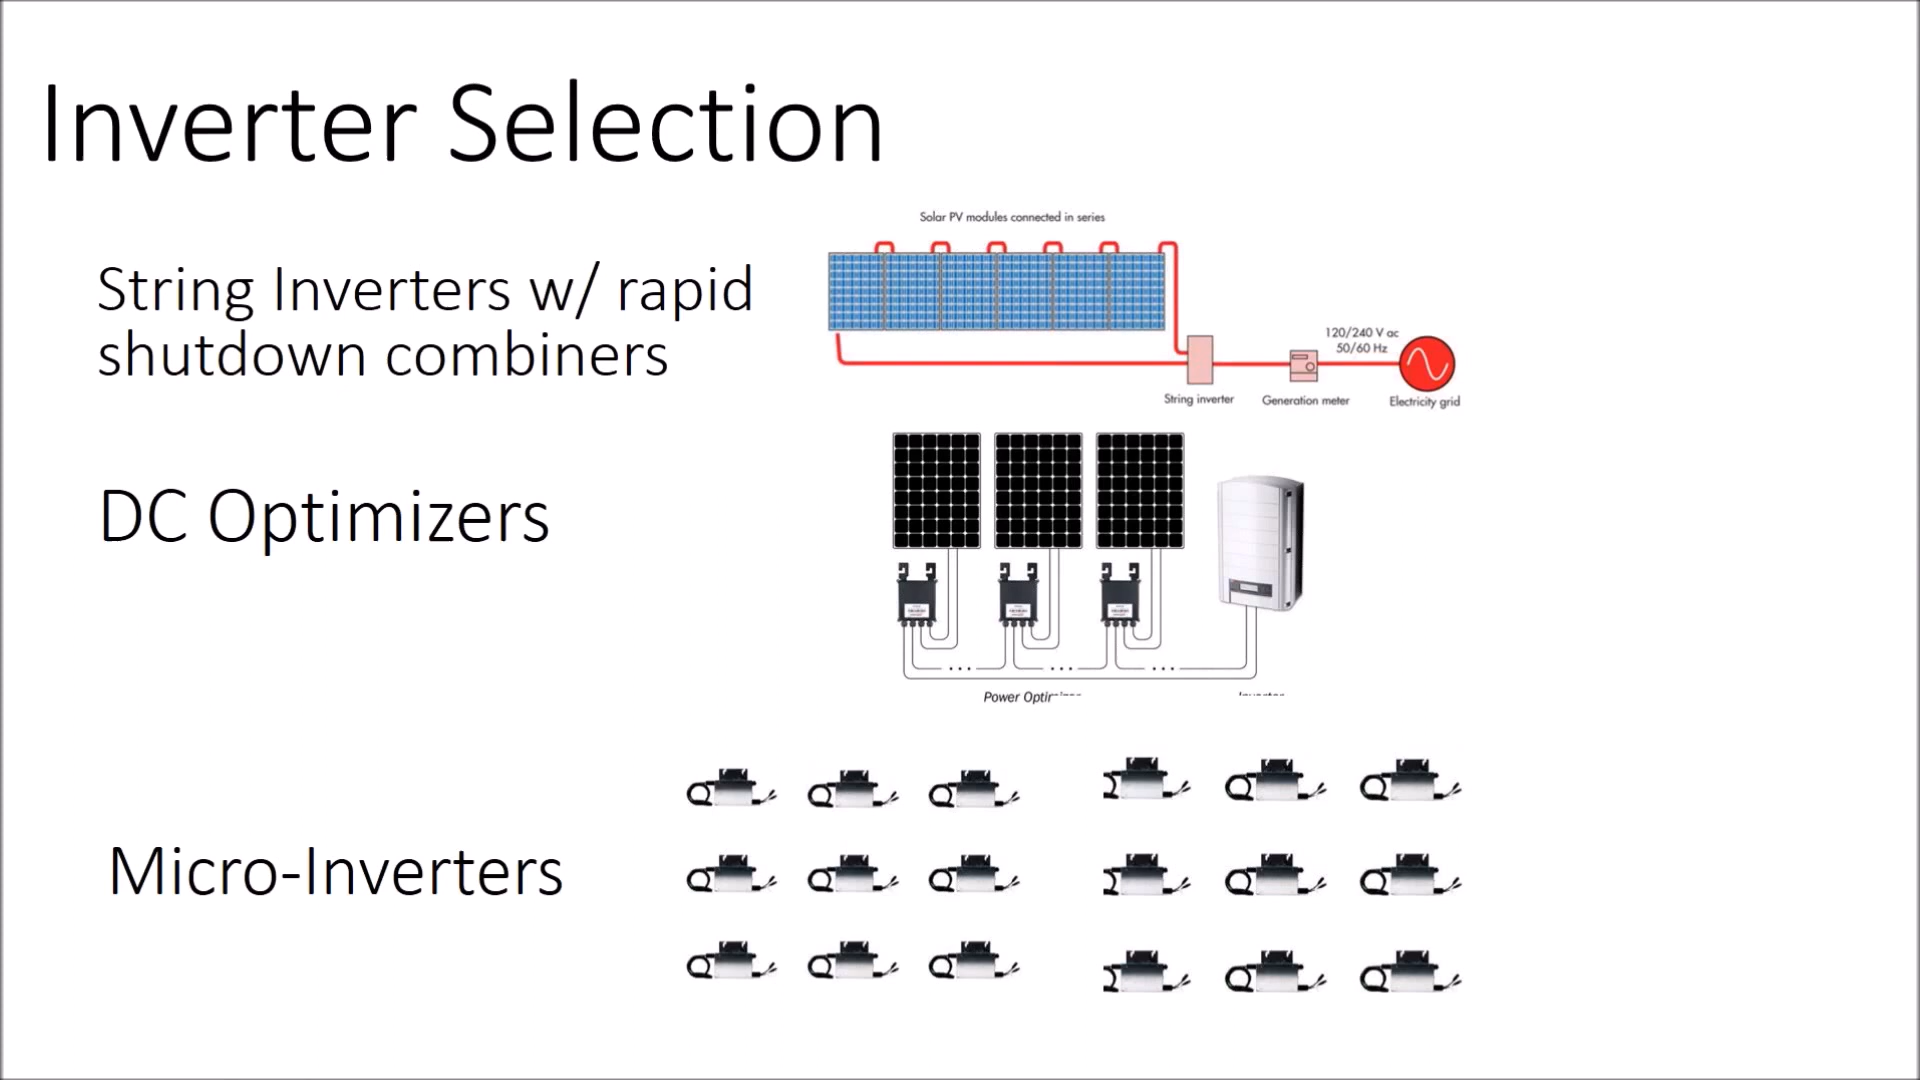 Inverter Selection
Solar PV modules connected in series
String Inverters w/ rapid
shutdown combiners
120/240 V ac
50/60 Hz
String inverter
Generation meter
Electricity grid
DC Optimizers
Power
Micro-Inverters